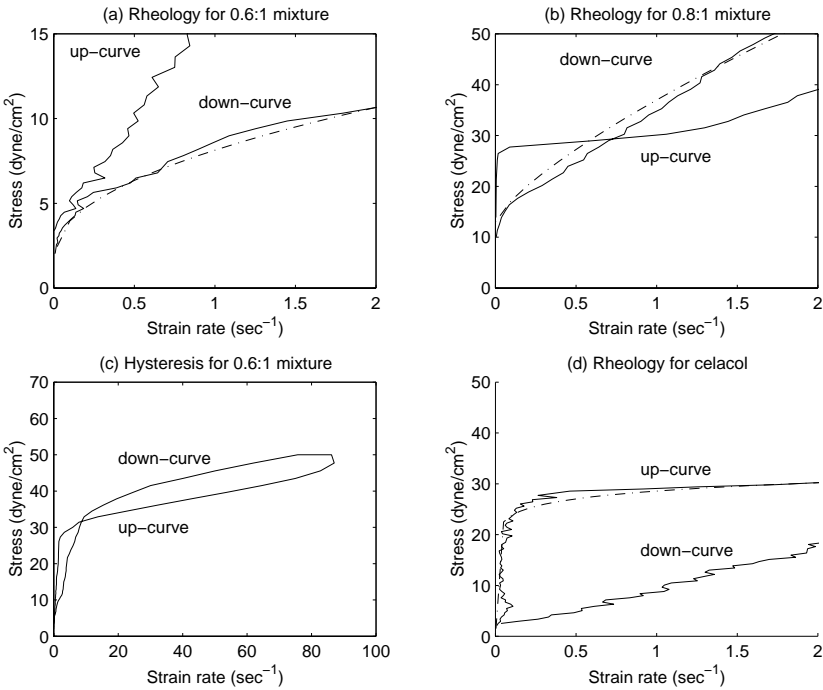 (a) Rheology for 0.6:1 mixture
15
10
5
0
Stress (dyne/cm²)
up−curve
down−curve
0 0.5 1 1.5 2
Strain rate (sec⁻¹)
(b) Rheology for 0.8:1 mixture
50
40
30
20
10
0
Stress (dyne/cm²)
down−curve
up−curve
0 0.5 1 1.5 2
Strain rate (sec⁻¹)
(c) Hysteresis for 0.6:1 mixture
70
60
50
40
30
20
10
0
Stress (dyne/cm²)
down−curve
up−curve
0 20 40 60 80 100
Strain rate (sec⁻¹)
(d) Rheology for celacol
50
40
30
20
10
0
Stress (dyne/cm²)
up−curve
down−curve
0 0.5 1 1.5 2
Strain rate (sec⁻¹)